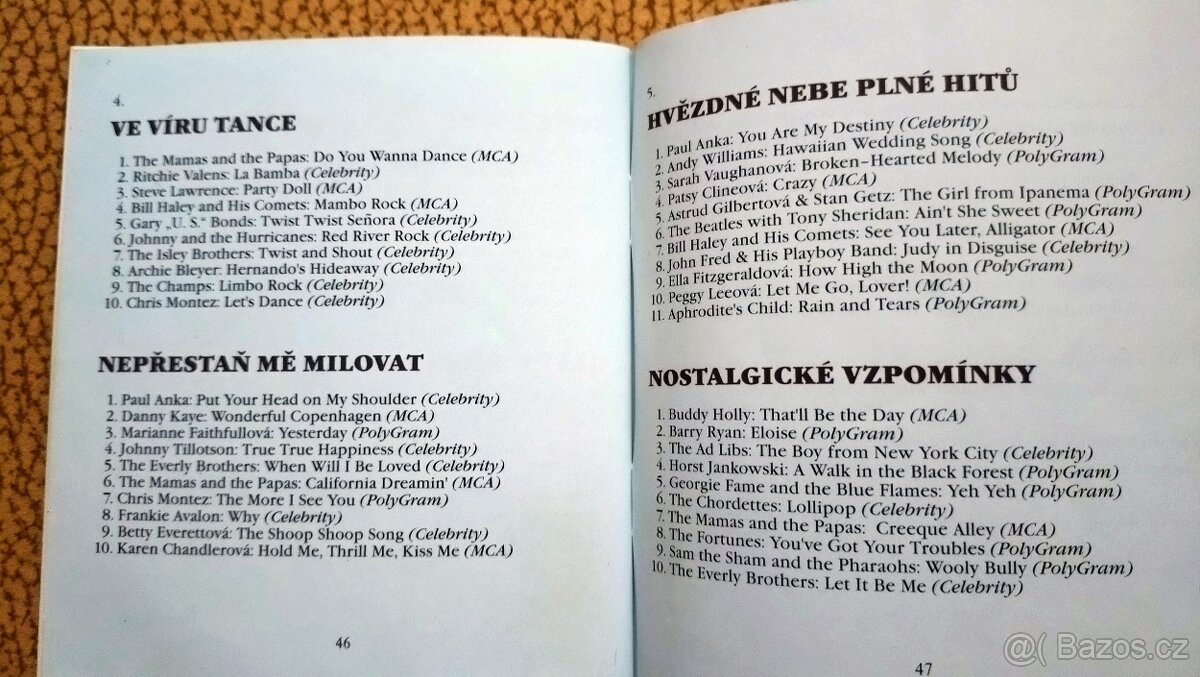 4.
VE VÍRU TANCE
1. The Mamas and the Papas: Do You Wanna Dance (MCA)
2. Ritchie Valens: La Bamba (Celebrity)
3. Steve Lawrence: Party Doll (MCA)
4. Bill Haley and His Comets: Mambo Rock (MCA)
5. Gary „U. S.“ Bonds: Twist Twist Señora (Celebrity)
6. Johnny and the Hurricanes: Red River Rock (Celebrity)
7. The Isley Brothers: Twist and Shout (Celebrity)
8. Archie Bleyer: Hernando's Hideaway (Celebrity)
9. The Champs: Limbo Rock (Celebrity)
10. Chris Montez: Let's Dance (Celebrity)
NEPŘESTAŇ MĚ MILOVAT
1. Paul Anka: Put Your Head on My Shoulder (Celebrity)
2. Danny Kaye: Wonderful Copenhagen (MCA)
3. Marianne Faithfullová: Yesterday (PolyGram)
4. Johnny Tillotson: True True Happiness (Celebrity)
5. The Everly Brothers: When Will I Be Loved (Celebrity)
6. The Mamas and the Papas: California Dreamin' (MCA)
7. Chris Montez: The More I See You (PolyGram)
8. Frankie Avalon: Why (Celebrity)
9. Betty Everettová: The Shoop Shoop Song (Celebrity)
10. Karen Chandlerová: Hold Me, Thrill Me, Kiss Me (MCA)
46
5.
HVĚZDNÉ NEBE PLNÉ HITŮ
1. Paul Anka: You Are My Destiny (Celebrity)
2. Andy Williams: Hawaiian Wedding Song (Celebrity)
3. Sarah Vaughanová: Broken-Hearted Melody (PolyGram)
4. Patsy Clineová: Crazy (MCA)
5. Astrud Gilbertová & Stan Getz: The Girl from Ipanema (PolyGram)
6. The Beatles with Tony Sheridan: Ain't She Sweet (PolyGram)
7. Bill Haley and His Comets: See You Later, Alligator (MCA)
8. John Fred & His Playboy Band: Judy in Disguise (Celebrity)
9. Ella Fitzgeraldová: How High the Moon (PolyGram)
10. Peggy Leeová: Let Me Go, Lover! (MCA)
11. Aphrodite's Child: Rain and Tears (PolyGram)
NOSTALGICKÉ VZPOMÍNKY
1. Buddy Holly: That'll Be the Day (MCA)
2. Barry Ryan: Eloise (PolyGram)
3. The Ad Libs: The Boy from New York City (Celebrity)
4. Horst Jankowski: A Walk in the Black Forest (PolyGram)
5. Georgie Fame and the Blue Flames: Yeh Yeh (PolyGram)
6. The Chordettes: Lollipop (Celebrity)
7. The Mamas and the Papas: Creeque Alley (MCA)
8. The Fortunes: You've Got Your Troubles (PolyGram)
9. Sam the Sham and the Pharaohs: Wooly Bully (PolyGram)
10. The Everly Brothers: Let It Be Me (Celebrity)
47
@( Bazos.cz